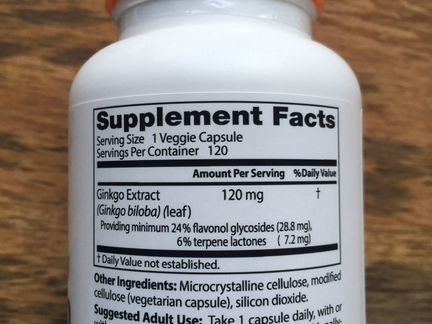 Supplement Facts
Serving Size 1 Veggie Capsule
Servings Per Container 120
Amount Per Serving %Daily Value
Ginkgo Extract 120 mg †
(Ginkgo biloba) (leaf)
Providing minimum 24% flavonol glycosides (28.8 mg),
6% terpene lactones ( 7.2 mg)
† Daily Value not established.
Other Ingredients: Microcrystalline cellulose, modified
cellulose (vegetarian capsule), silicon dioxide.
Suggested Adult Use: Take 1 capsule daily, with or